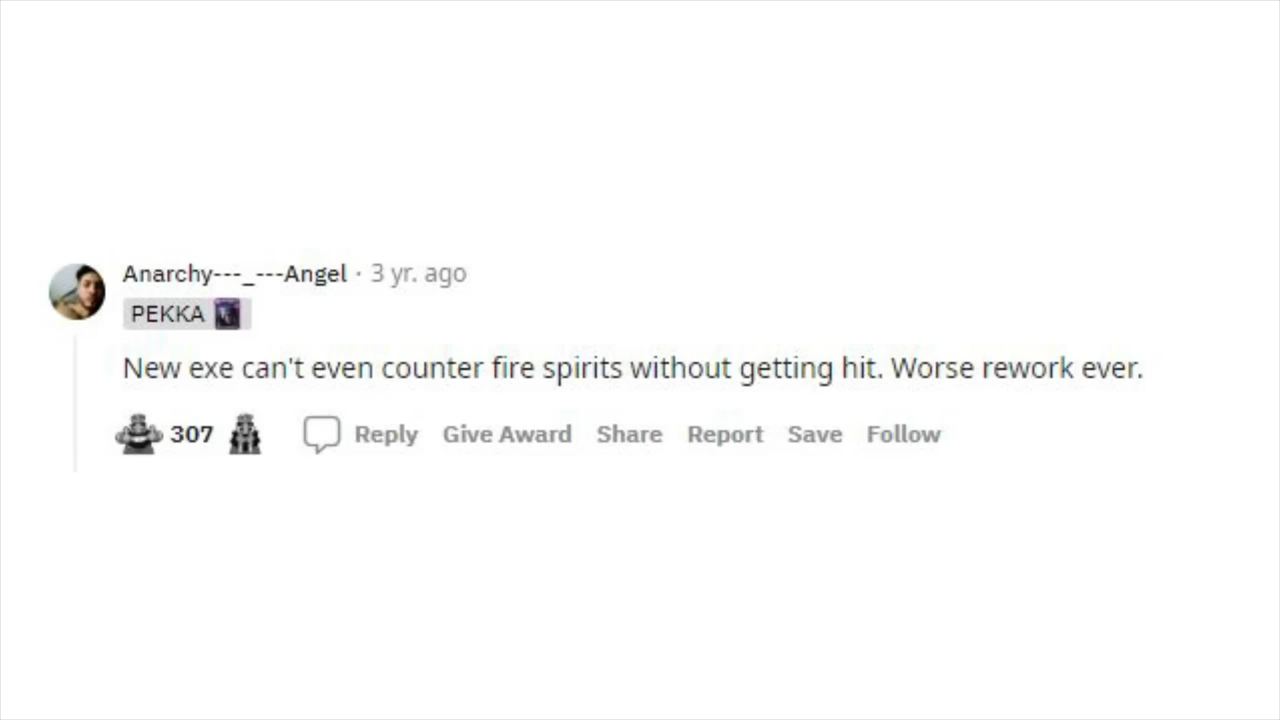 Anarchy---_---Angel · 3 yr. ago
PEKKA
New exe can't even counter fire spirits without getting hit. Worse rework ever.
307 Reply Give Award Share Report Save Follow